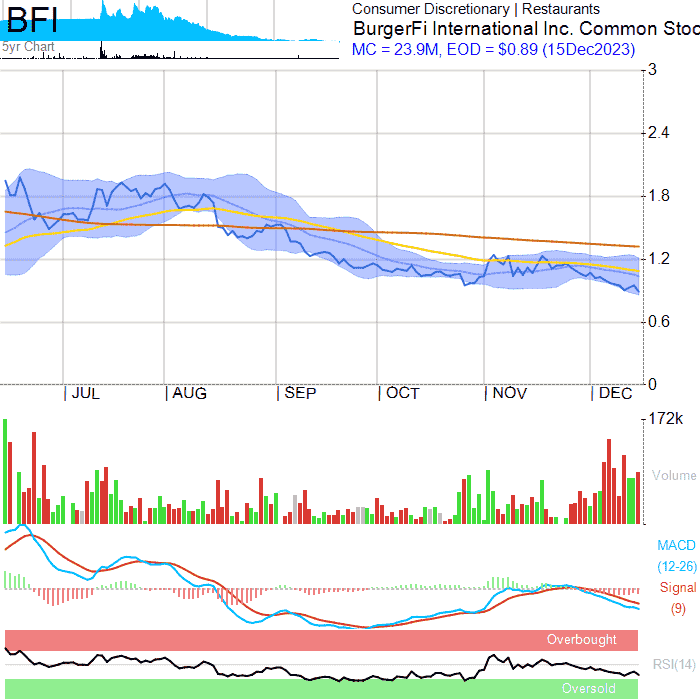 BFI
5yr Chart
Consumer Discretionary | Restaurants
BurgerFi International Inc. Common Stoc
MC = 23.9M, EOD = $0.89 (15Dec2023)
3
2.4
1.8
1.2
0.6
0
JUL AUG SEP OCT NOV DEC
172k
Volume
MACD
(12-26)
Signal
(9)
Overbought
RSI(14)
Oversold